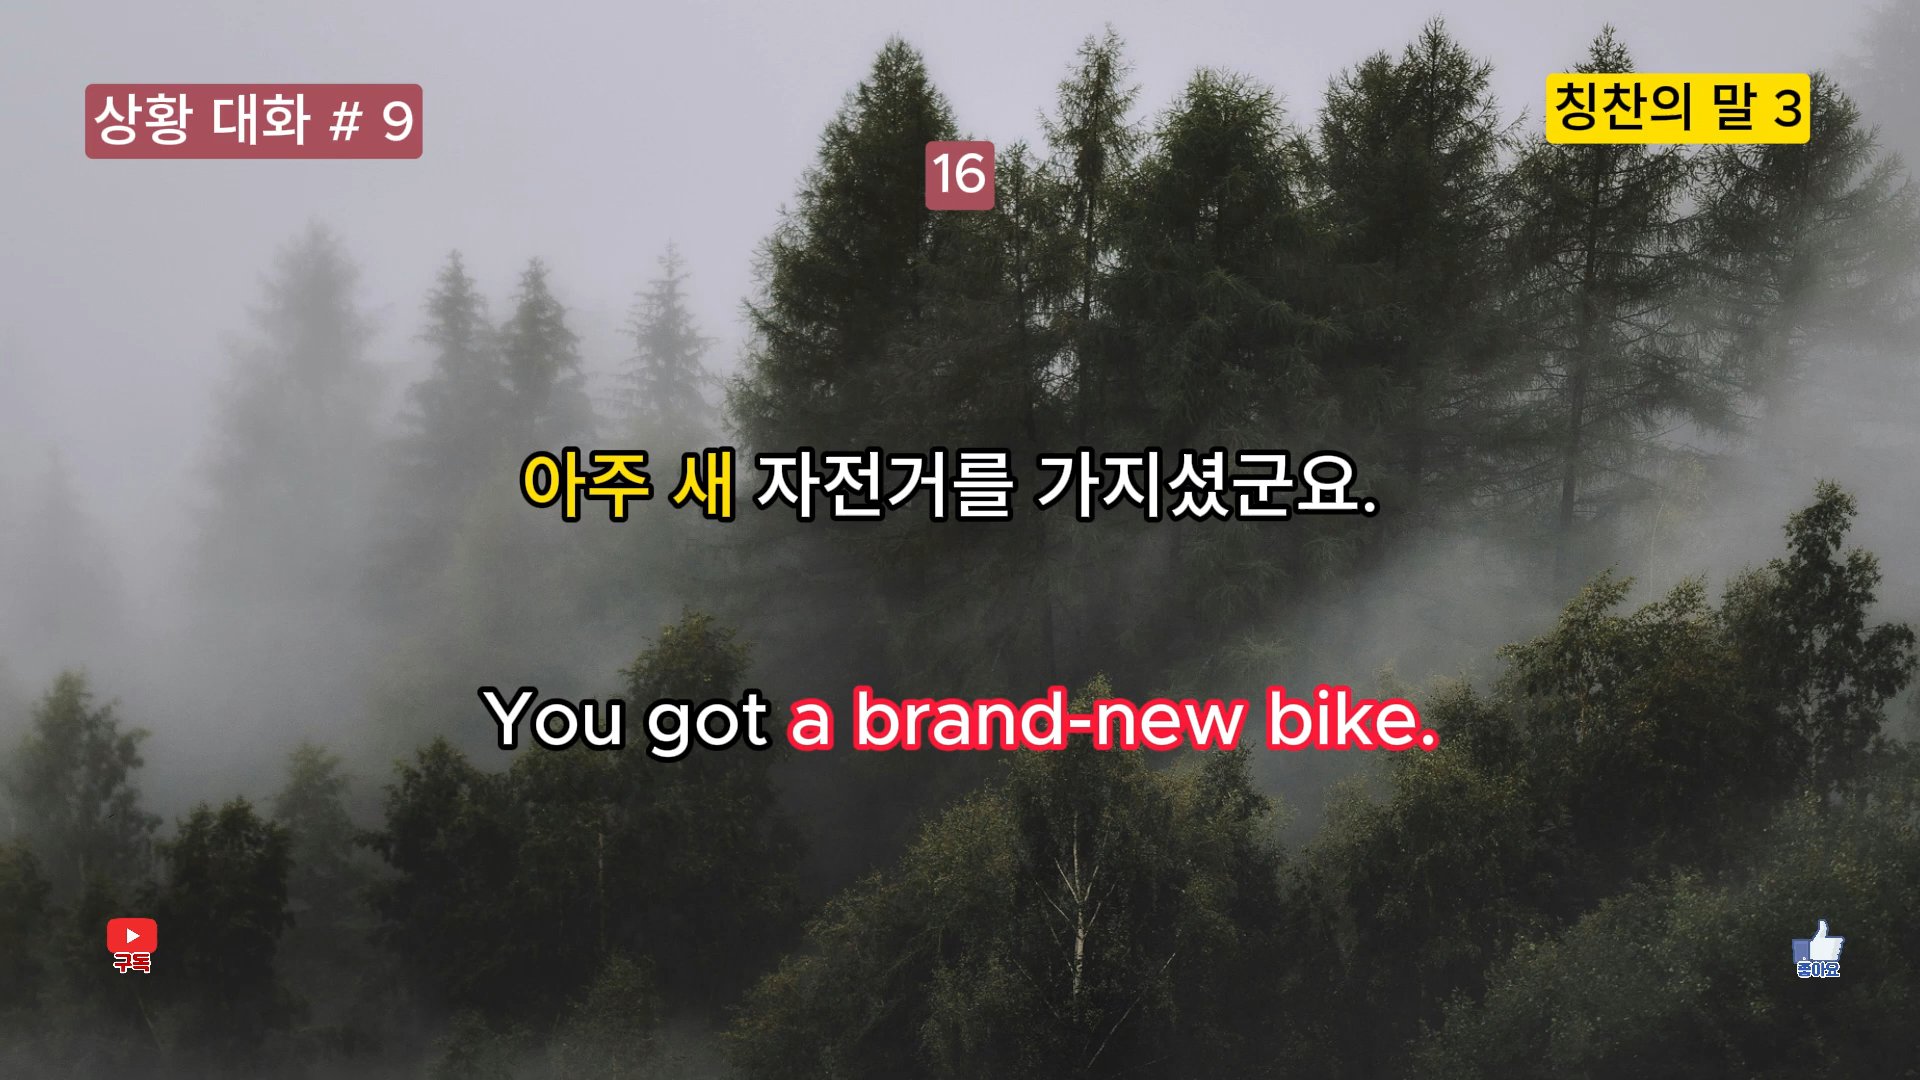 상황 대화 # 9
칭찬의 말 3
16
아주 새 자전거를 가지셨군요.
You got a brand-new bike.
구독
좋아요